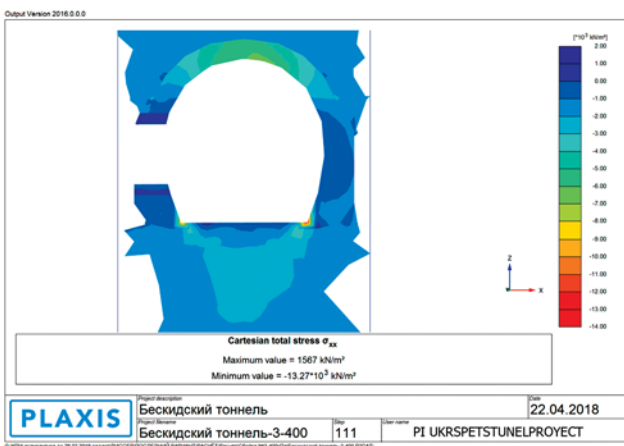 Output Version 2016.0.0.0
[*10³ kN/m²]
2.00
1.00
0.00
-1.00
-2.00
-3.00
-4.00
-5.00
-6.00
-7.00
-8.00
-9.00
-10.00
-11.00
-12.00
-13.00
-14.00
Z
X
Cartesian total stress σxx
Maximum value = 1567 kN/m²
Minimum value = -13.27*10³ kN/m²
PLAXIS
Project description
Бескидский тоннель
Date
22.04.2018
Project filename
Бескидский тоннель-3-400
Step
111
User name
PI UKRSPETSTUNELPROYECT